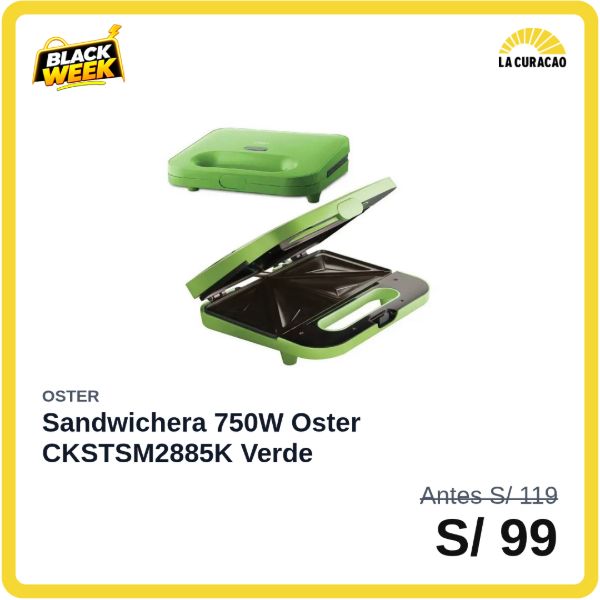 BLACK
WEEK
LA CURACAO
OSTER
Sandwichera 750W Oster
CKSTSM2885K Verde
Antes S/ 119
S/ 99